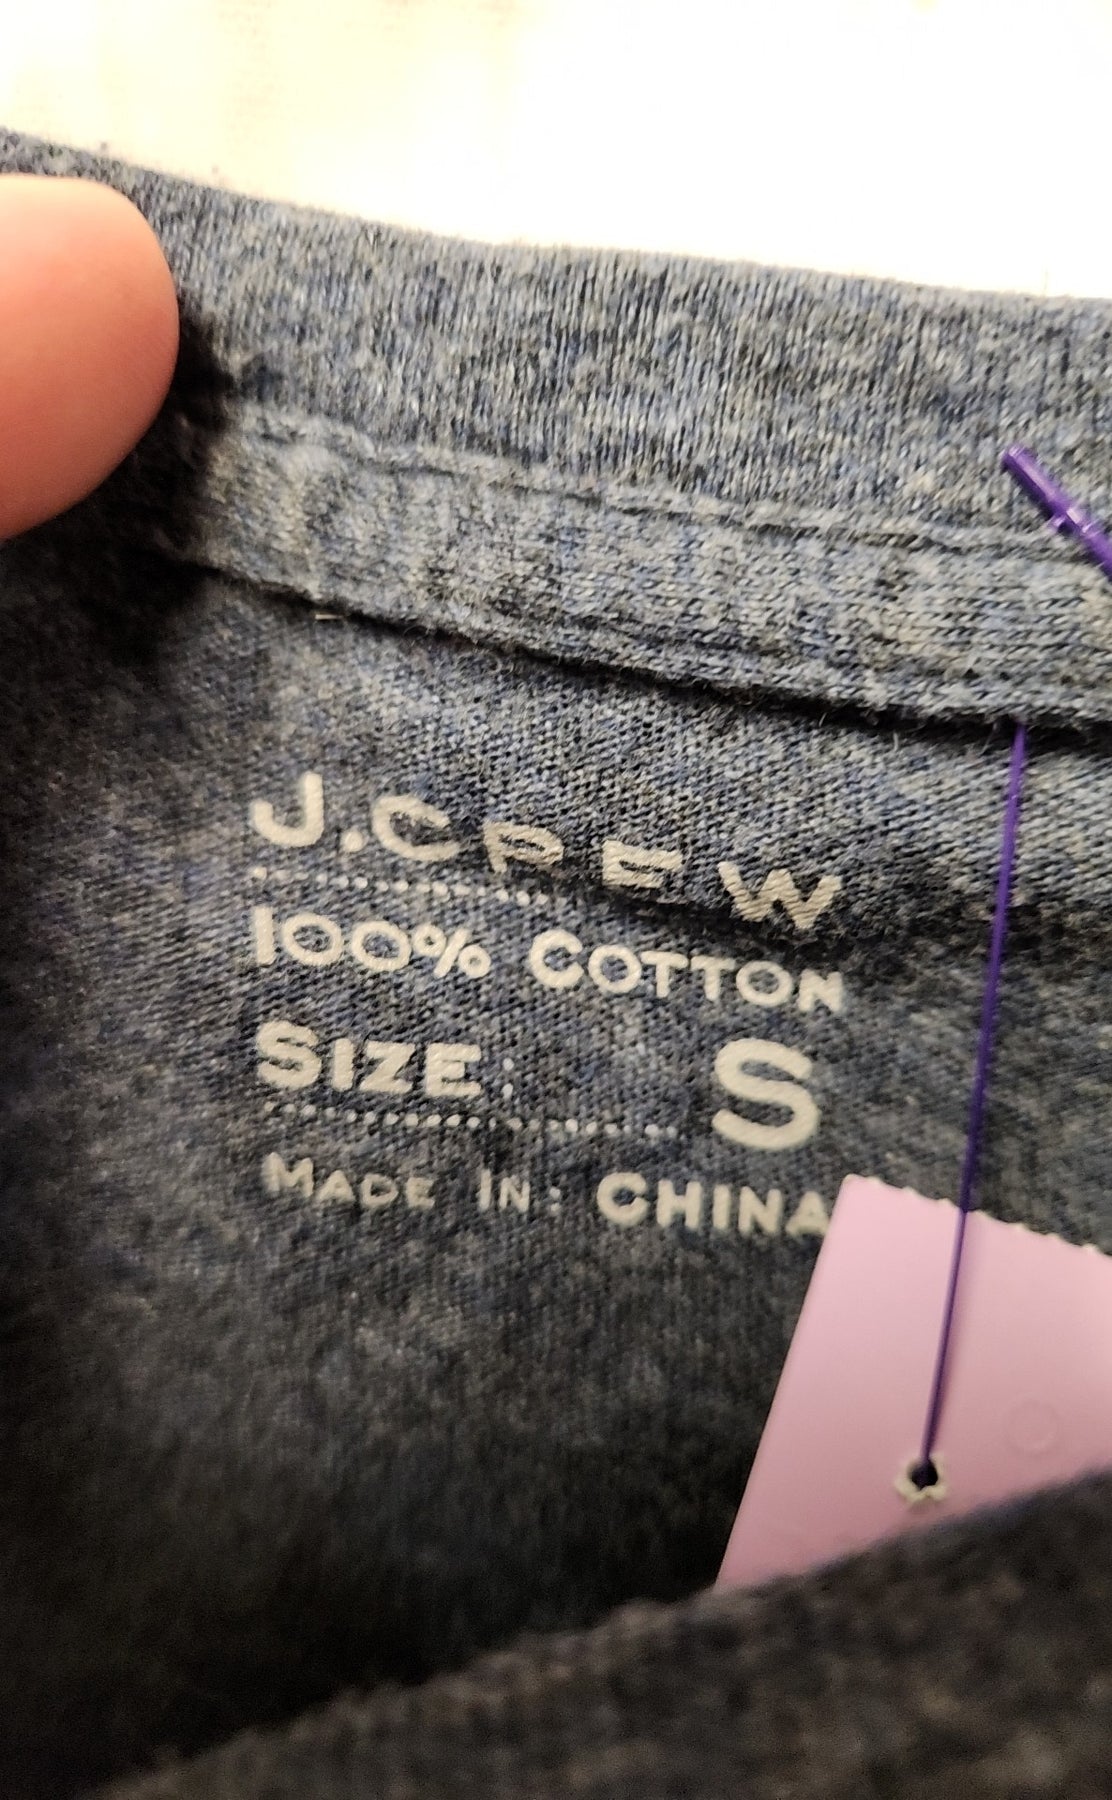 J.CREW
100% COTTON
SIZE: S
MADE IN: CHINA